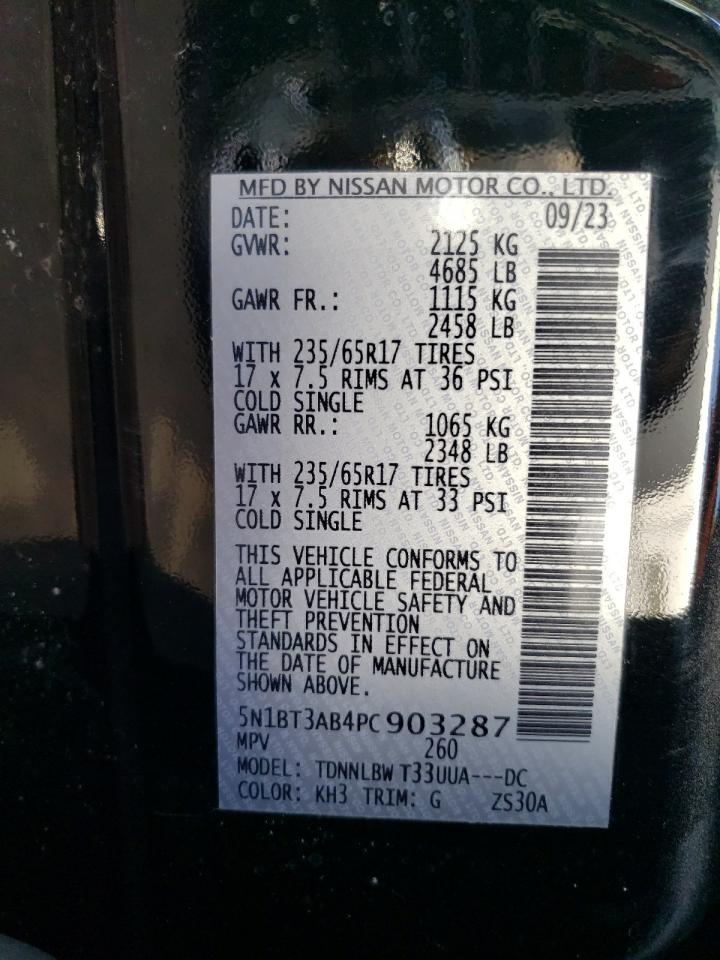 MFD BY NISSAN MOTOR CO., LTD.
DATE: 09/23
GVWR: 2125 KG
4685 LB
GAWR FR.: 1115 KG
2458 LB
WITH 235/65R17 TIRES
17 x 7.5 RIMS AT 36 PSI
COLD SINGLE
GAWR RR.: 1065 KG
2348 LB
WITH 235/65R17 TIRES
17 x 7.5 RIMS AT 33 PSI
COLD SINGLE
THIS VEHICLE CONFORMS TO
ALL APPLICABLE FEDERAL
MOTOR VEHICLE SAFETY AND
THEFT PREVENTION
STANDARDS IN EFFECT ON
THE DATE OF MANUFACTURE
SHOWN ABOVE.
5N1BT3AB4PC903287
MPV 260
MODEL: TDNNLBW T33UUA---DC
COLOR: KH3 TRIM: G ZS30A